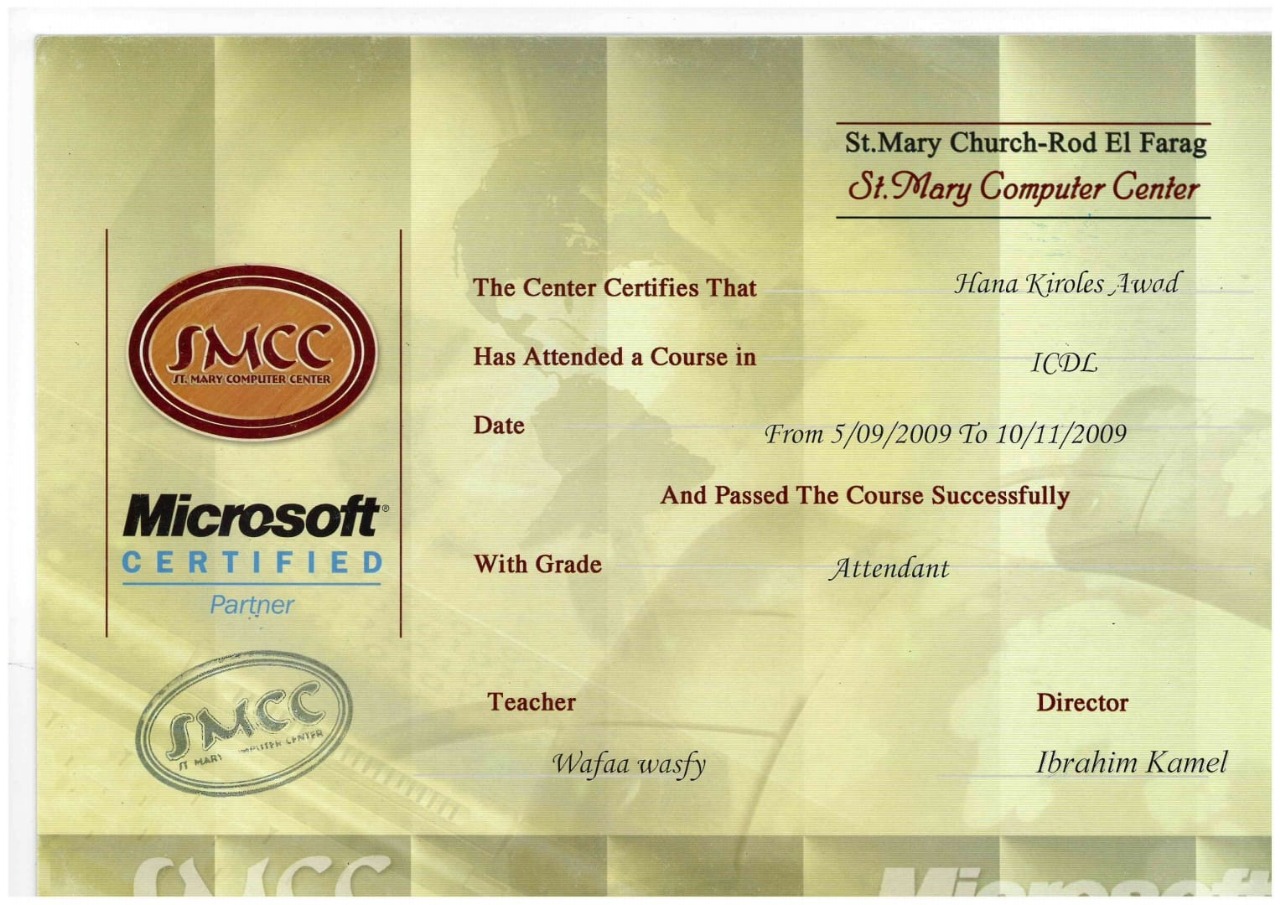 St.Mary Church-Rod El Farag
St.Mary Computer Center
The Center Certifies That Hana Kiroles Awod
Has Attended a Course in ICDL
Date From 5/09/2009 To 10/11/2009
And Passed The Course Successfully
With Grade Attendant
Teacher Director
Wafaa wasfy Ibrahim Kamel
SMCC
ST. MARY COMPUTER CENTER
Microsoft®
CERTIFIED
Partner
SMCC
ST MARY COMPUTER CENTER
SMCC Microsoft